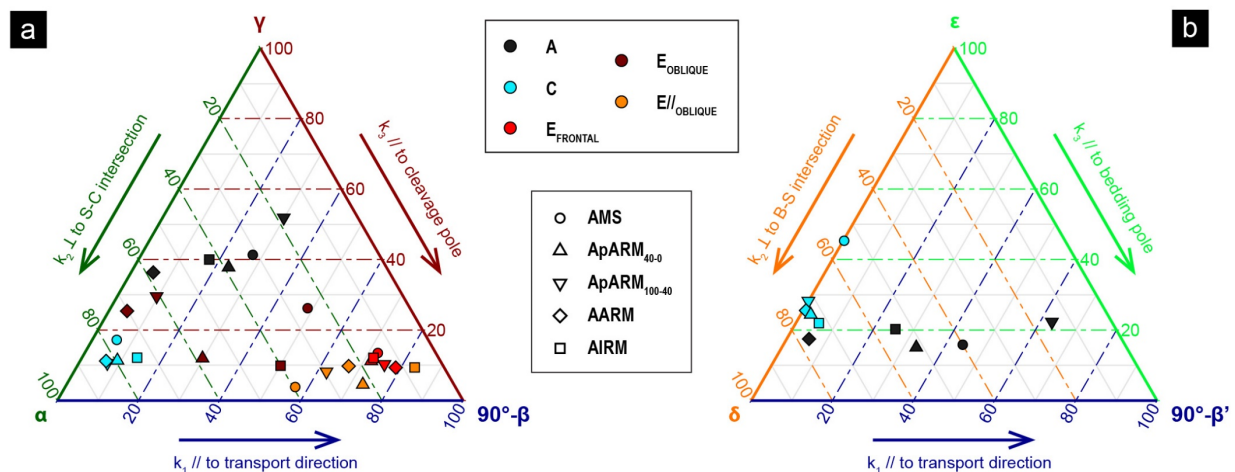 a
γ
100
80
60
40
20
20
40
60
80
100
α
20
40
60
80
100
90°-β
k2 ⊥ to S-C intersection
k3 // to cleavage pole
k1 // to transport direction
A
C
EFRONTAL
EOBLIQUE
E//OBLIQUE
AMS
ApARM40-0
ApARM100-40
AARM
AIRM
b
ε
100
80
60
40
20
20
40
60
80
100
δ
20
40
60
80
100
90°-β’
k2 ⊥ to B-S intersection
k3 // to bedding pole
k1 // to transport direction